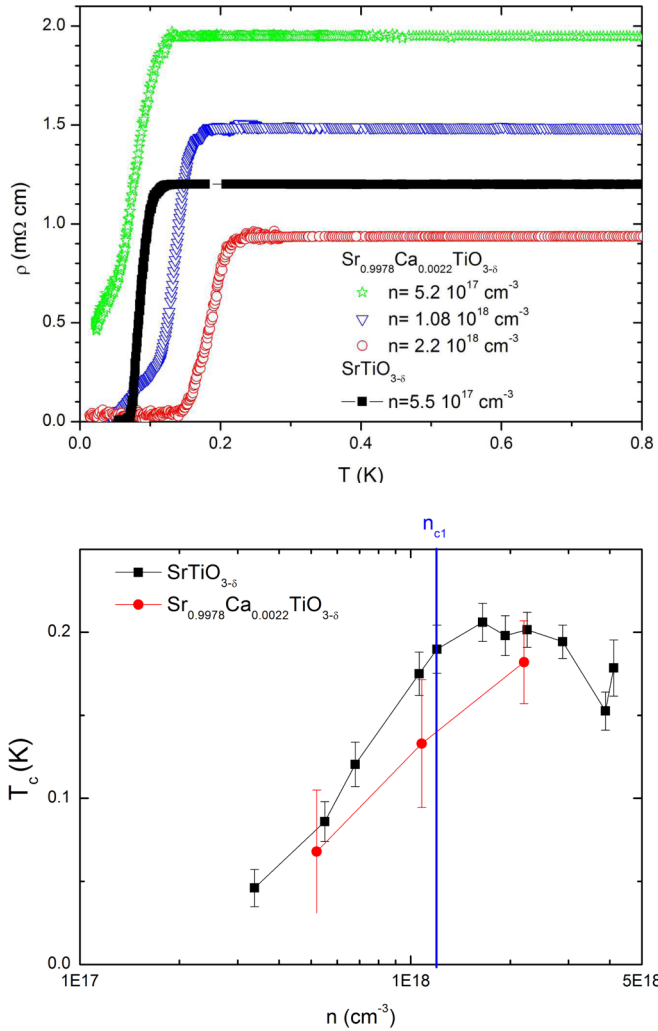 2.0
1.5
1.0
0.5
0.0
ρ (mΩ cm)
Sr0.9978Ca0.0022TiO3-δ
n= 5.2 10^17 cm^-3
n= 1.08 10^18 cm^-3
n= 2.2 10^18 cm^-3
SrTiO3-δ
n=5.5 10^17 cm^-3
0.0 0.2 0.4 0.6 0.8
T (K)
nc1
0.2
0.1
0.0
Tc (K)
SrTiO3-δ
Sr0.9978Ca0.0022TiO3-δ
1E17 1E18 5E18
n (cm^-3)